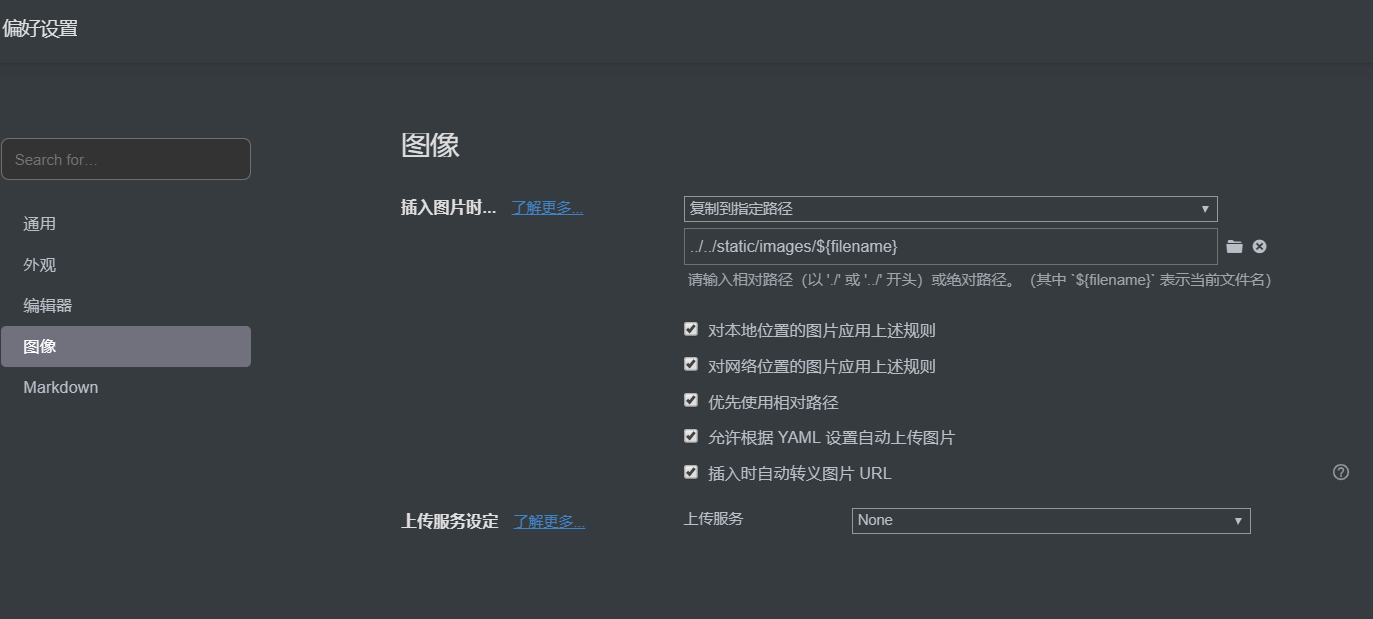 偏好设置
Search for...
通用
外观
编辑器
图像
Markdown
图像
插入图片时... 了解更多...
复制到指定路径
../../static/images/${filename}
请输入相对路径（以 './' 或 '../' 开头）或绝对路径。（其中 `${filename}` 表示当前文件名）
对本地位置的图片应用上述规则
对网络位置的图片应用上述规则
优先使用相对路径
允许根据 YAML 设置自动上传图片
插入时自动转义图片 URL
上传服务设定 了解更多...
上传服务 None